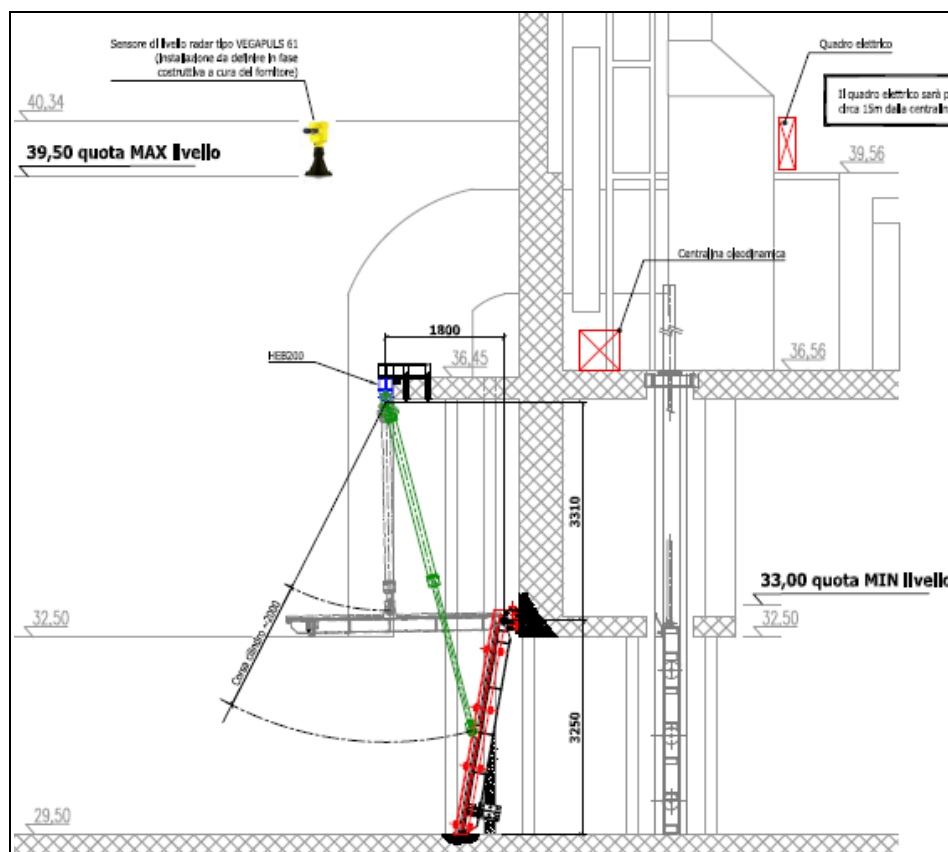 Sensore di livello radar tipo VEGAPULS 61
(installazione da definire in fase
costruttiva a cura del fornitore)
Quadro elettrico
Il quadro elettrico sarà p
circa 15m dalla centralin
40,34
39,50 quota MAX livello
39,56
Centralina oleodinamica
1800
HEB200
36,45
36,56
3310
33,00 quota MIN livello
32,50
32,50
Corsa cilindro ~2000
3250
29,50